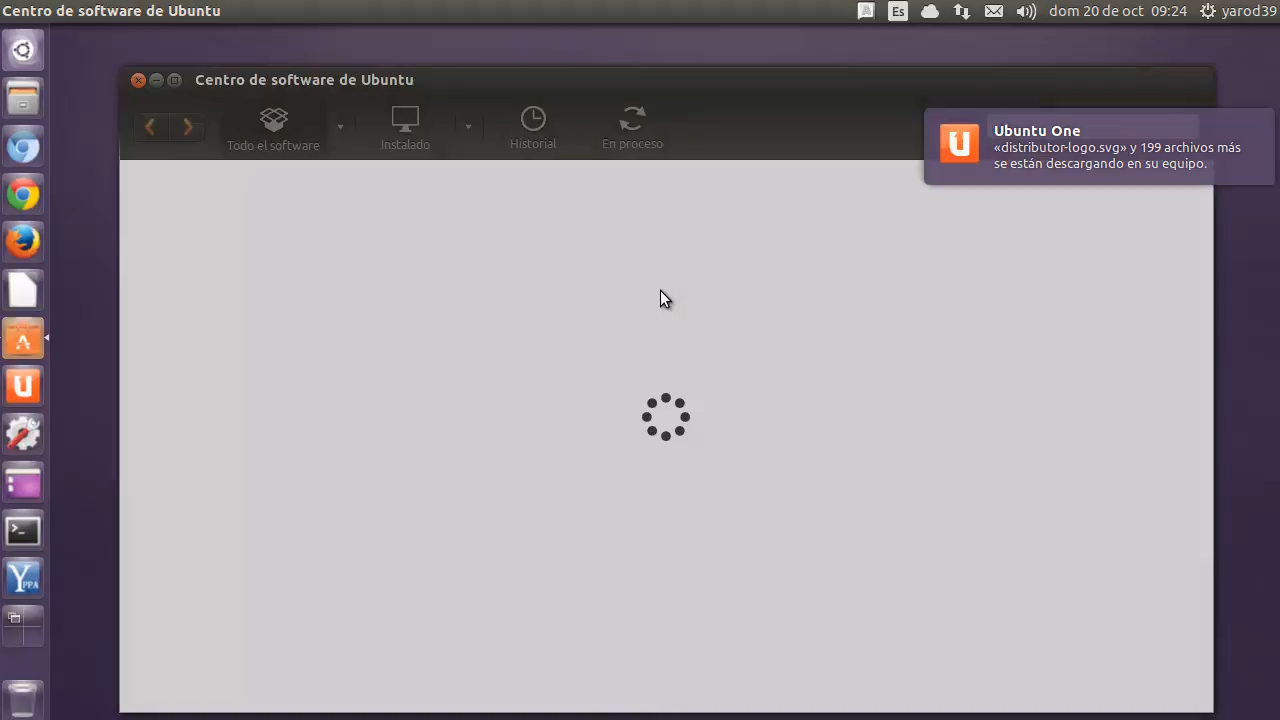 Centro de software de Ubuntu
Es
dom 20 de oct 09:24
yarod39
Centro de software de Ubuntu
Todo el software
Instalado
Historial
En proceso
Ubuntu One
«distributor-logo.svg» y 199 archivos más
se están descargando en su equipo.
YPPA